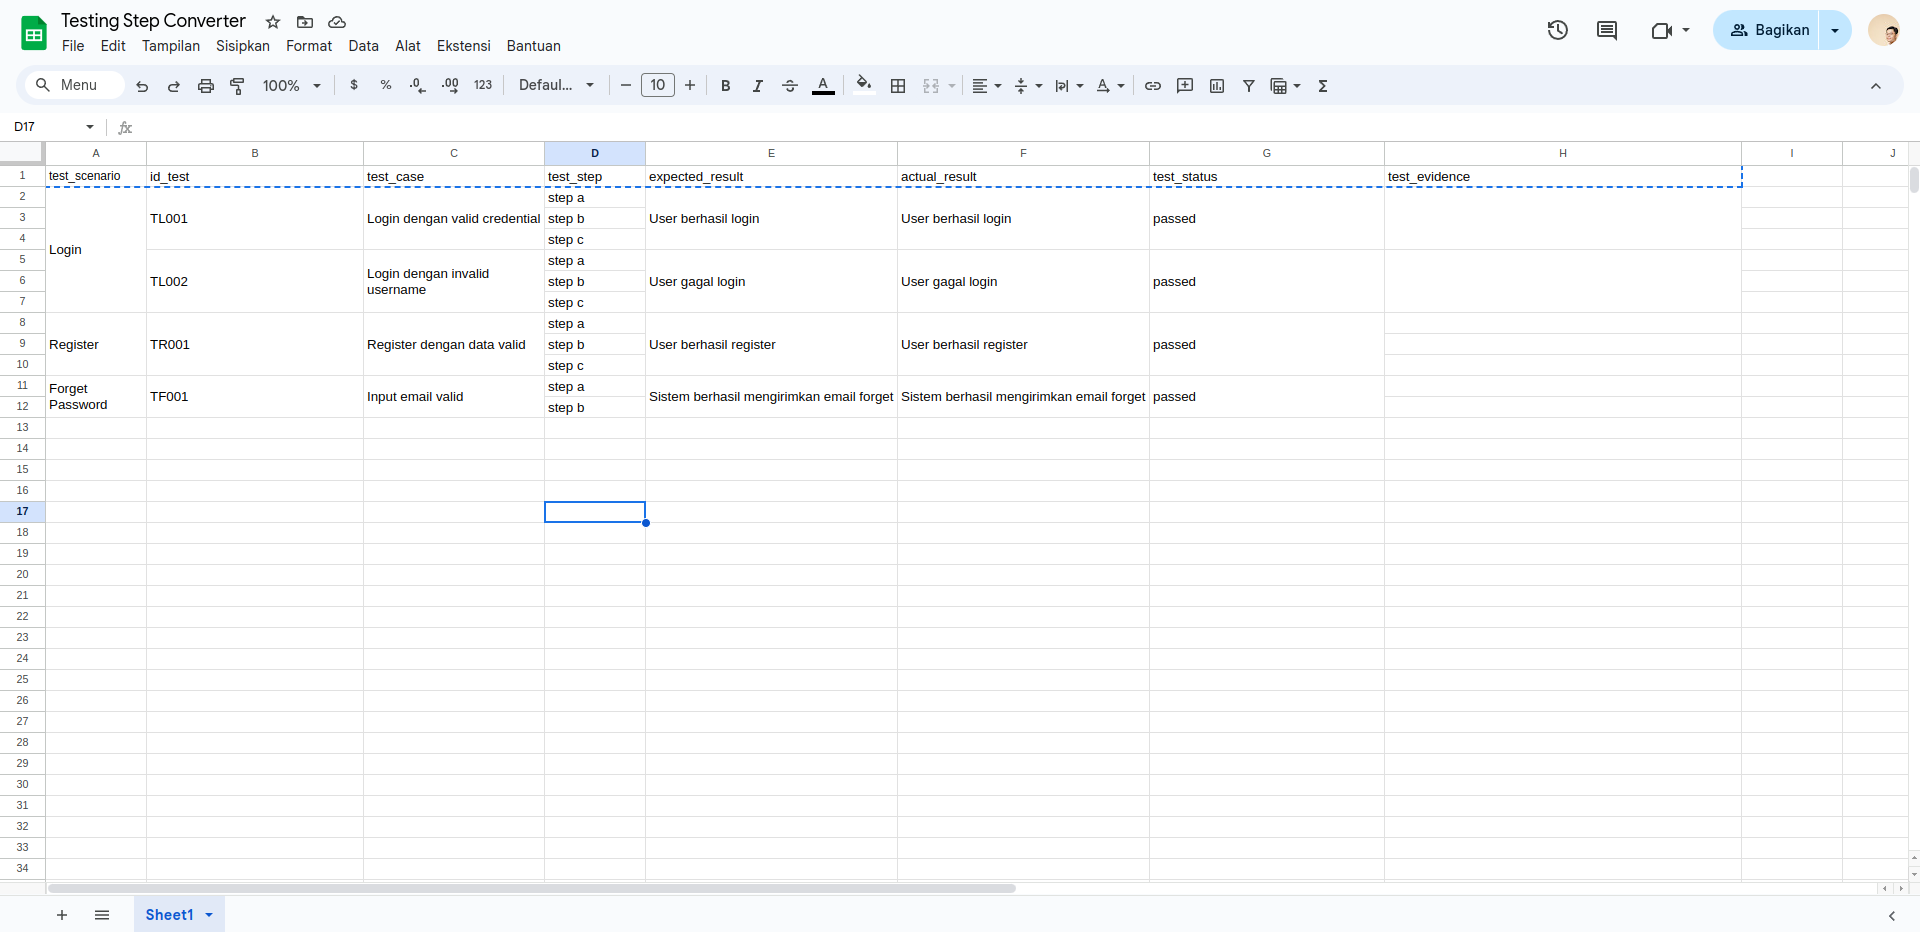 Testing Step Converter
File Edit Tampilan Sisipkan Format Data Alat Ekstensi Bantuan
Bagikan
Menu 100% $ % .0 .00 123 Defaul... 10 B I A Σ
D17 fx
A B C D E F G H I J
1 test_scenario id_test test_case test_step expected_result actual_result test_status test_evidence
2 step a
3 TL001 Login dengan valid credential step b User berhasil login User berhasil login passed
4 step c
Login
5 step a
6 TL002 Login dengan invalid username step b User gagal login User gagal login passed
7 step c
8 step a
9 Register TR001 Register dengan data valid step b User berhasil register User berhasil register passed
10 step c
11 Forget Password TF001 Input email valid step a Sistem berhasil mengirimkan email forget Sistem berhasil mengirimkan email forget passed
12 step b
13
14
15
16
17
18
19
20
21
22
23
24
25
26
27
28
29
30
31
32
33
34
Sheet1